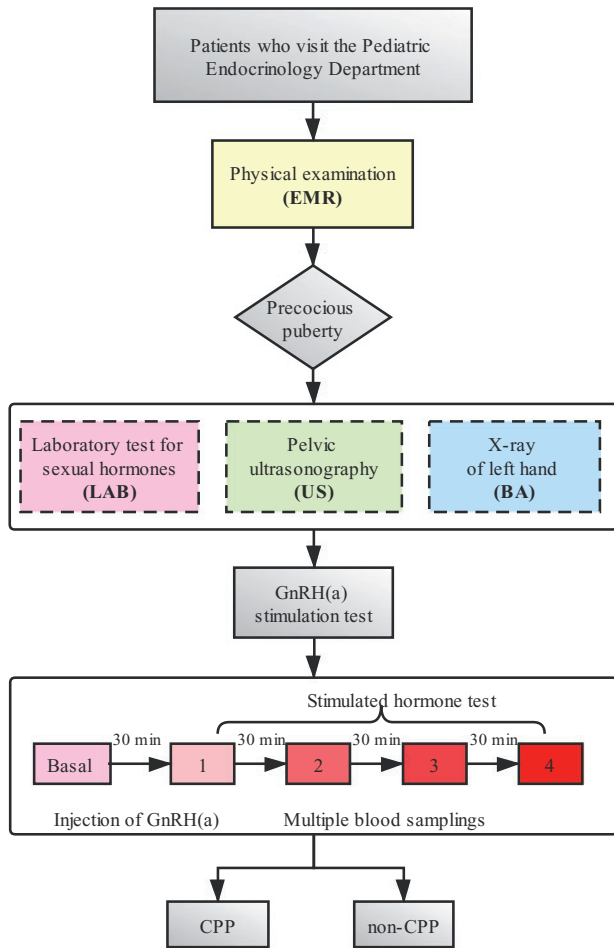 Patients who visit the Pediatric
Endocrinology Department
Physical examination
(EMR)
Precocious
puberty
Laboratory test for
sexual hormones
(LAB)
Pelvic
ultrasonography
(US)
X-ray
of left hand
(BA)
GnRH(a)
stimulation test
Stimulated hormone test
30 min
30 min
30 min
30 min
Basal
1
2
3
4
Injection of GnRH(a)
Multiple blood samplings
CPP
non-CPP